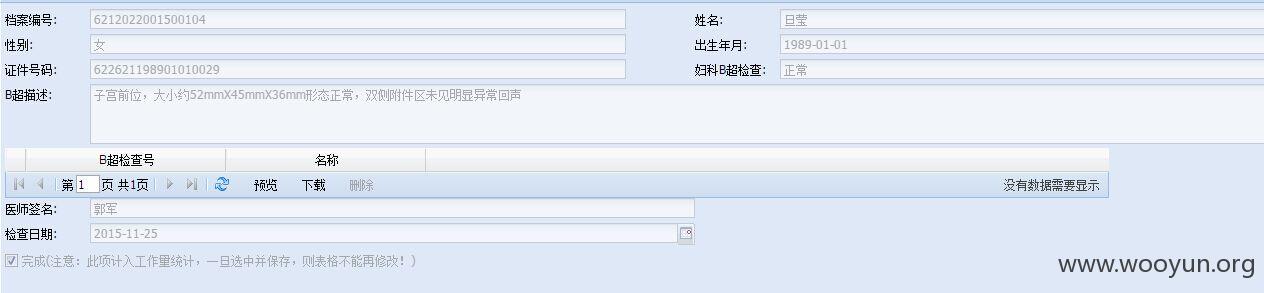 档案编号: 6212022001500104 姓名: 旦莹
性别: 女 出生年月: 1989-01-01
证件号码: 622621198901010029 妇科B超检查: 正常
B超描述: 子宫前位，大小约52mmX45mmX36mm形态正常，双侧附件区未见明显异常回声
B超检查号 名称
第 1 页 共1页 预览 下载 删除 没有数据需要显示
医师签名: 郭军
检查日期: 2015-11-25
完成(注意：此项计入工作量统计，一旦选中并保存，则表格不能再修改！)
www.wooyun.org